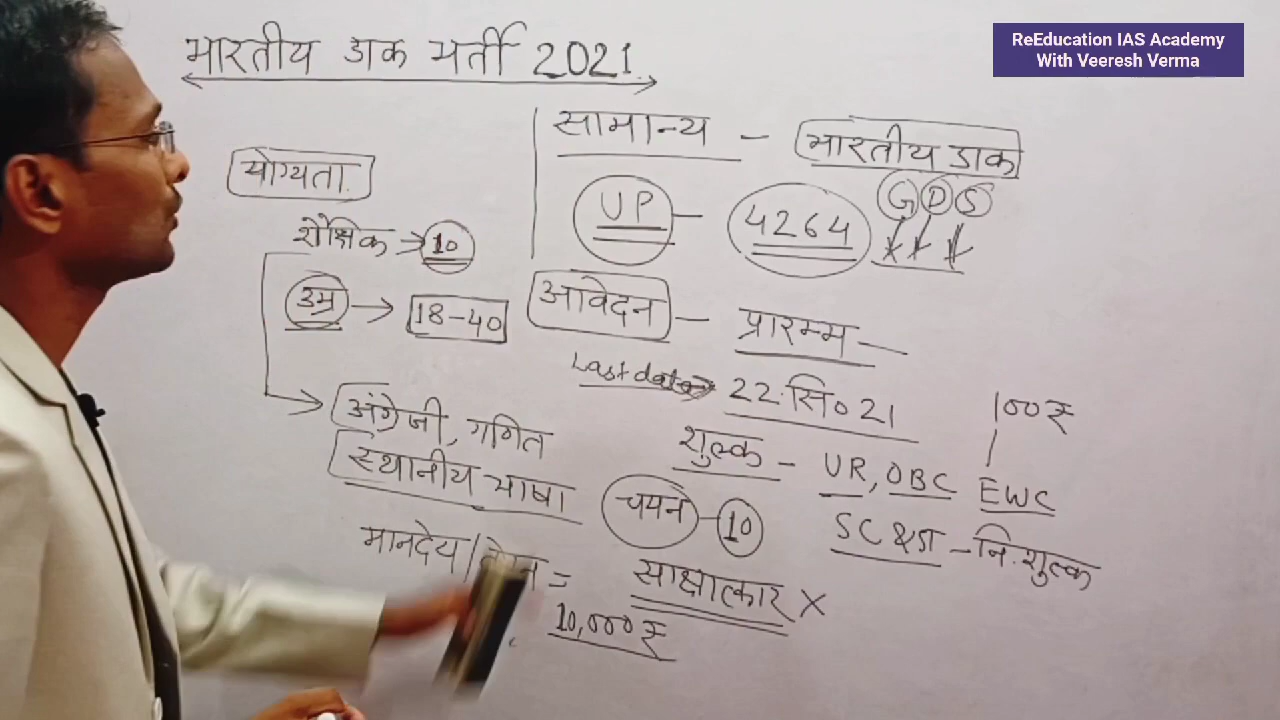 भारतीय डाक भर्ती 2021
ReEducation IAS Academy
With Veeresh Verma
योग्यता
शैक्षिक → 10
उम्र → 18-40
अंग्रेजी, गणित
स्थानीय भाषा
मानदेय/ =
10,000₹
सामान्य - भारतीय डाक
GDS
UP - 4264
आवेदन - प्रारम्भ -
Last date → 22 सि० 21
100₹
शुल्क - UR, OBC EWC
SC & ST - नि.शुल्क
चयन - 10
साक्षात्कार X